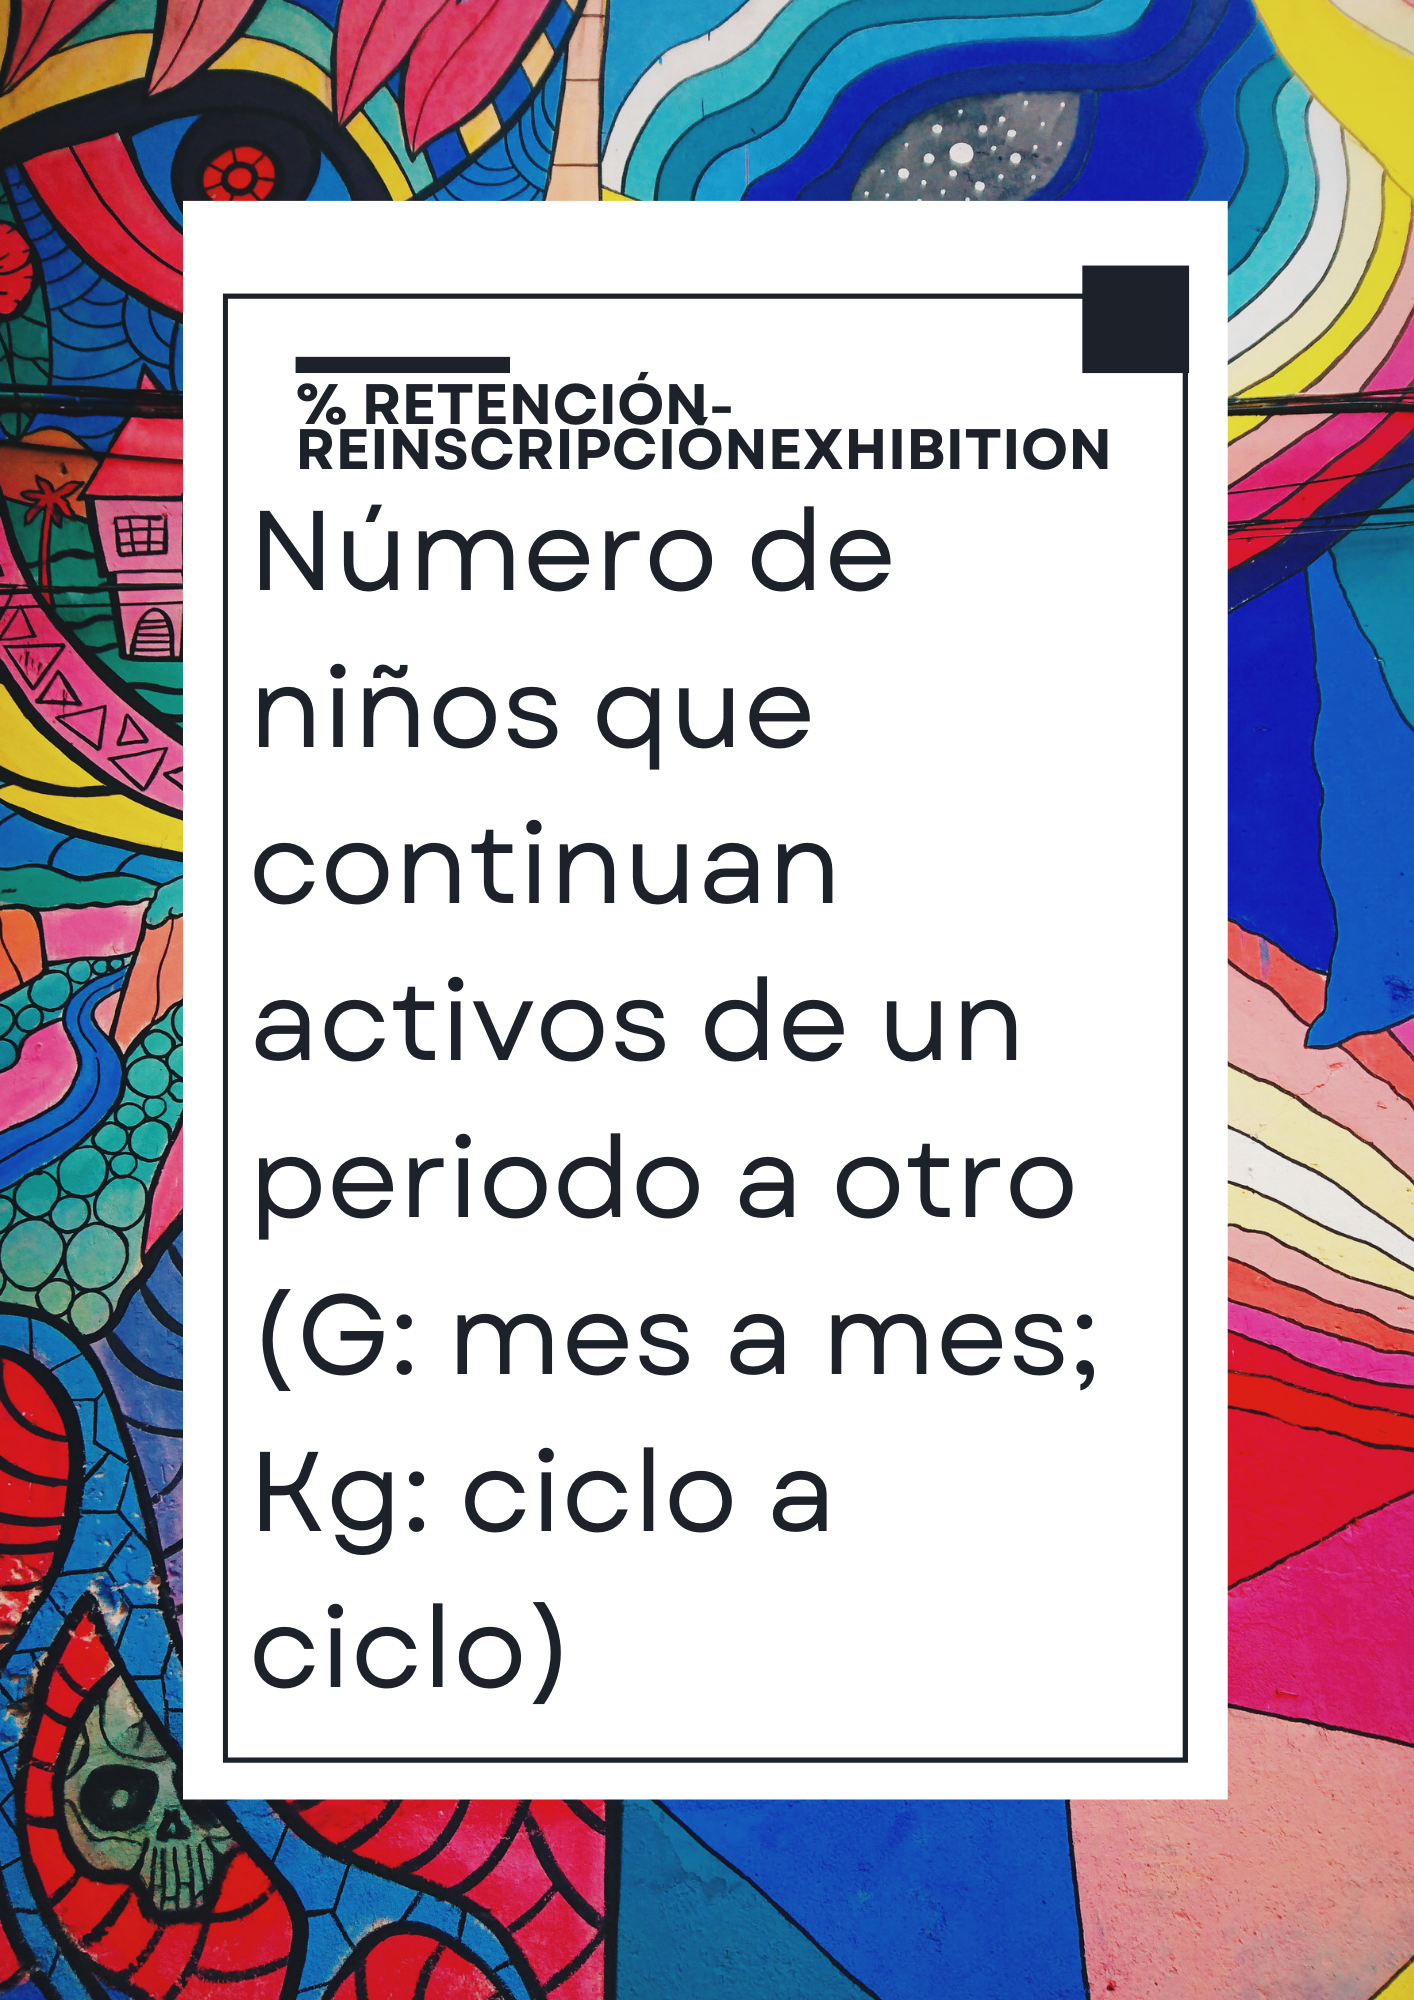 % RETENCIÓN-
REINSCRIPCIÓNEXHIBITION
Número de
niños que
continuan
activos de un
periodo a otro
(G: mes a mes;
Kg: ciclo a
ciclo)